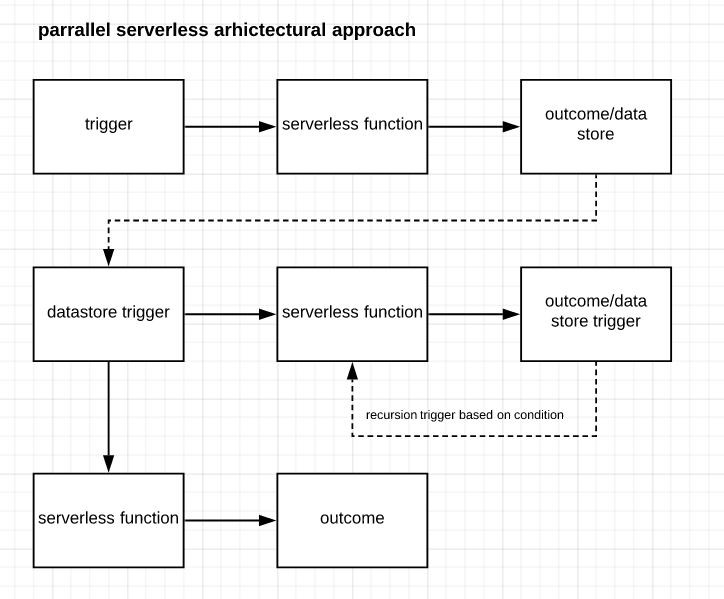 parrallel serverless arhictectural approach
trigger
serverless function
outcome/data
store
datastore trigger
serverless function
outcome/data
store trigger
recursion trigger based on condition
serverless function
outcome